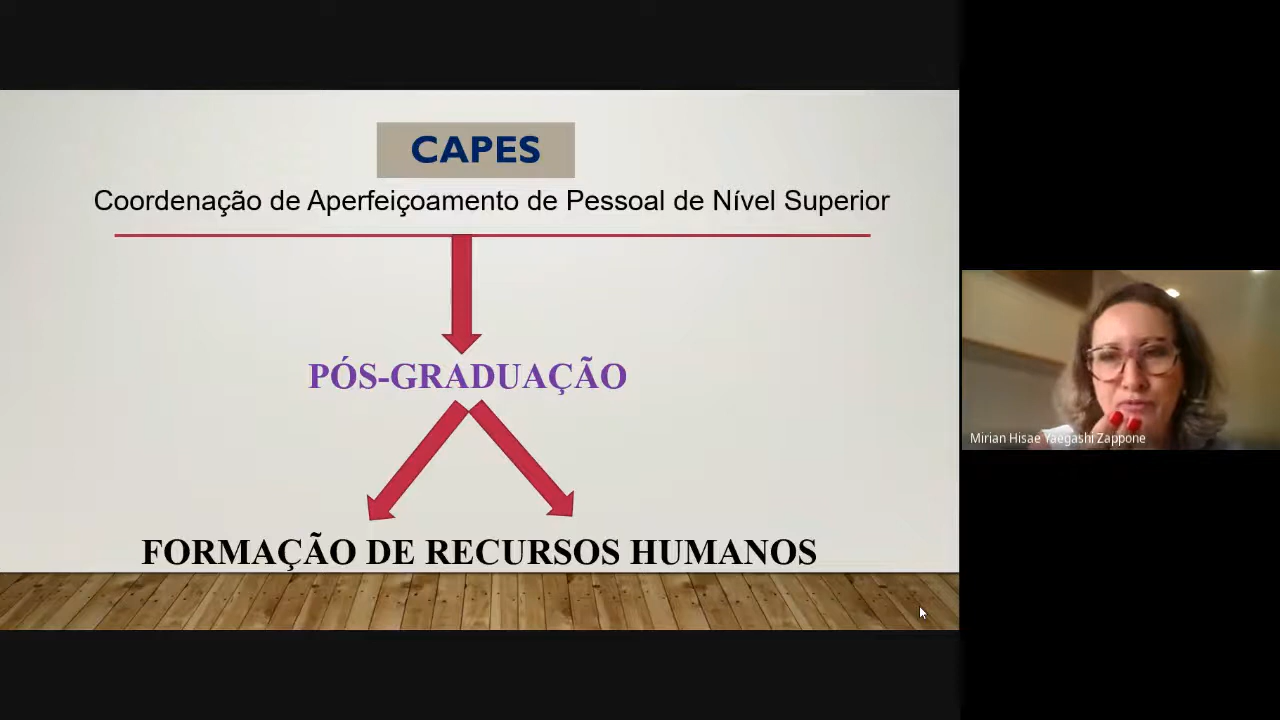 CAPES
Coordenação de Aperfeiçoamento de Pessoal de Nível Superior
PÓS-GRADUAÇÃO
FORMAÇÃO DE RECURSOS HUMANOS
Mirian Hisae Yaegashi Zappone